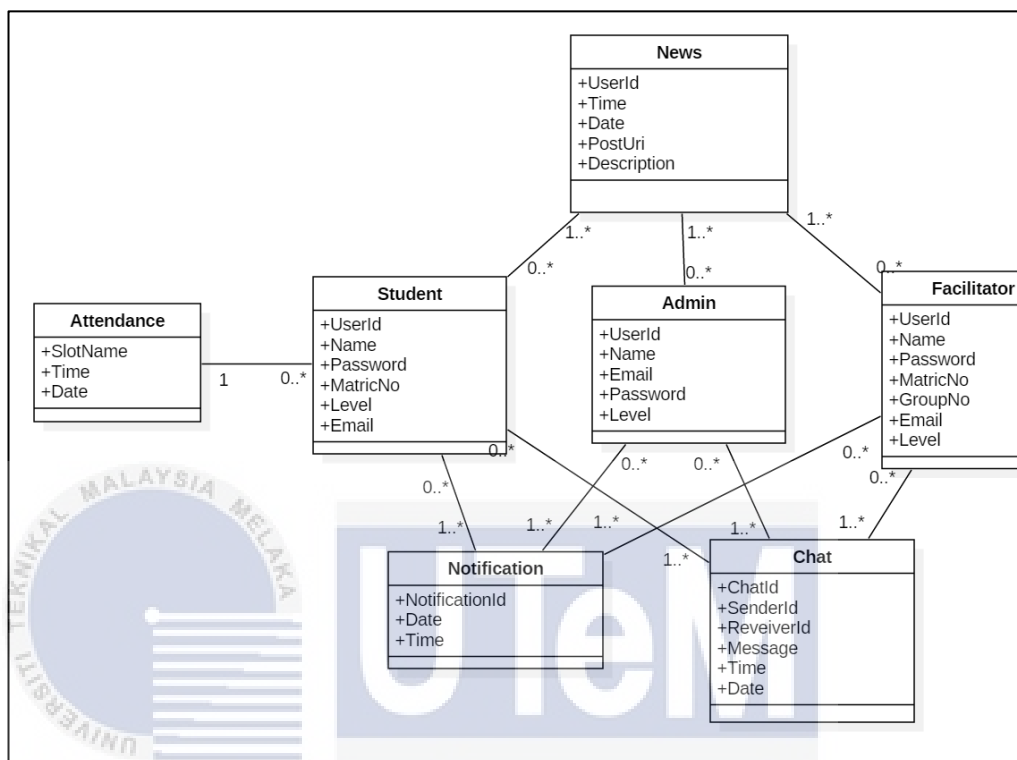 News
+UserId
+Time
+Date
+PostUri
+Description
1..*
1..*
1..*
0..*
0..*
0..*
Attendance
+SlotName
+Time
+Date
1
0..*
Student
+UserId
+Name
+Password
+MatricNo
+Level
+Email
Admin
+UserId
+Name
+Email
+Password
+Level
Facilitator
+UserId
+Name
+Password
+MatricNo
+GroupNo
+Email
+Level
0..*
0..*
0..*
0..*
0..*
0..*
1..*
1..*
1..*
1..*
1..*
1..*
Notification
+NotificationId
+Date
+Time
Chat
+ChatId
+SenderId
+ReveiverId
+Message
+Time
+Date
UNIVERSITI TEKNIKAL MALAYSIA MELAKA
UTeM